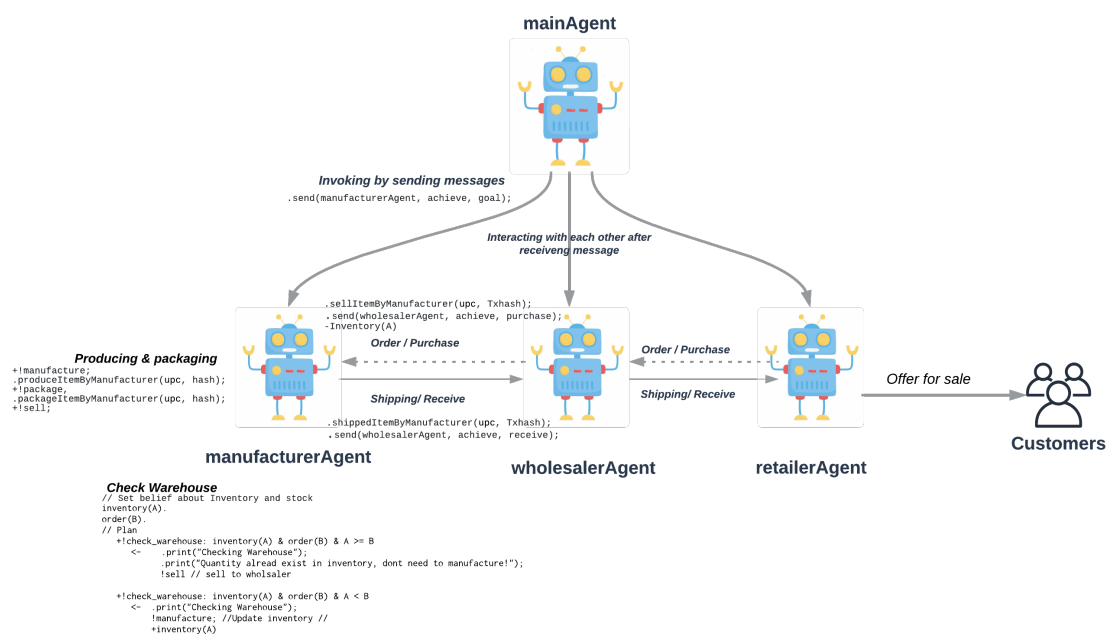 mainAgent
Invoking by sending messages
.send(manufacturerAgent, achieve, goal);
Interacting with each other after
receiveng message
.sellItemByManufacturer(upc, Txhash);
.send(wholesalerAgent, achieve, purchase);
-Inventory(A)
Order / Purchase
Order / Purchase
Producing & packaging
+!manufacture;
.produceItemByManufacturer(upc, hash);
+!package,
.packageItemByManufacturer(upc, hash);
+!sell;
Shipping/ Receive
Shipping/ Receive
Offer for sale
.shippedItemByManufacturer(upc, Txhash);
.send(wholesalerAgent, achieve, receive);
Customers
manufacturerAgent
wholesalerAgent
retailerAgent
Check Warehouse
// Set belief about Inventory and stock
inventory(A).
order(B).
// Plan
+!check_warehouse: inventory(A) & order(B) & A >= B
<- .print("Checking Warehouse");
.print("Quantity alread exist in inventory, dont need to manufacture!");
!sell // sell to wholsaler
+!check_warehouse: inventory(A) & order(B) & A < B
<- .print("Checking Warehouse");
!manufacture; //Update inventory //
+inventory(A)